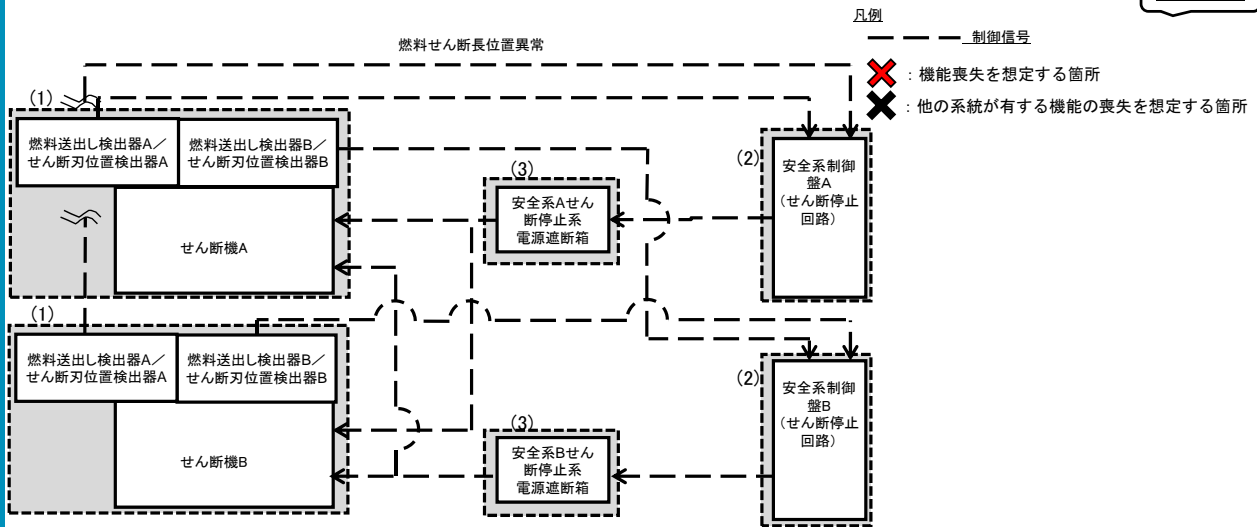 凡例
制御信号
燃料せん断長位置異常
：機能喪失を想定する箇所
：他の系統が有する機能の喪失を想定する箇所
(1)
燃料送出し検出器A／
せん断刃位置検出器A
燃料送出し検出器B／
せん断刃位置検出器B
せん断機A
(3)
安全系Aせん
断停止系
電源遮断箱
(2)
安全系制御
盤A
（せん断停止
回路）
(1)
燃料送出し検出器A／
せん断刃位置検出器A
燃料送出し検出器B／
せん断刃位置検出器B
せん断機B
(3)
安全系Bせん
断停止系
電源遮断箱
(2)
安全系制御
盤B
（せん断停止
回路）